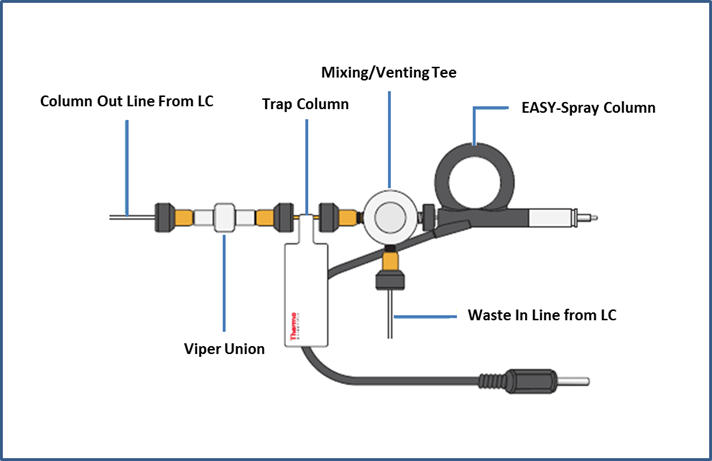 Mixing/Venting Tee
Column Out Line From LC
Trap Column
EASY-Spray Column
Waste In Line from LC
Viper Union
Thermo
SCIENTIFIC